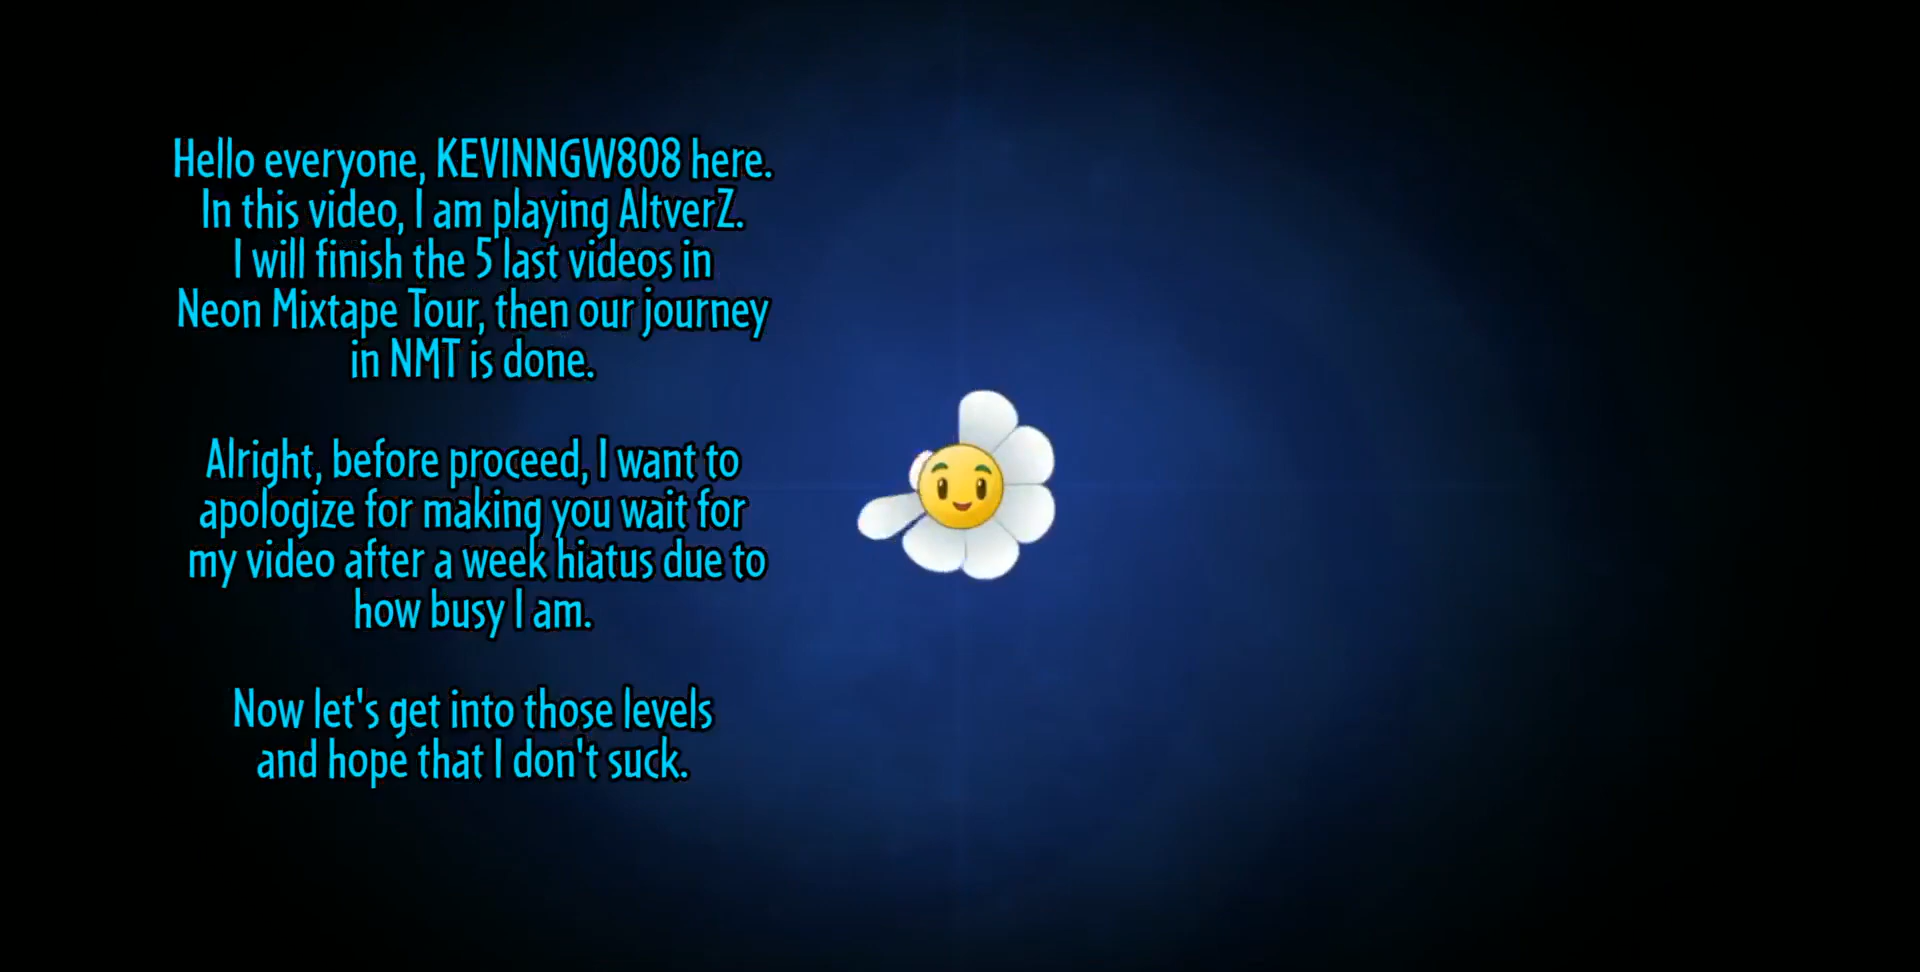 Hello everyone, KEVINNGW808 here.
In this video, I am playing AltverZ.
I will finish the 5 last videos in
Neon Mixtape Tour, then our journey
in NMT is done.
Alright, before proceed, I want to
apologize for making you wait for
my video after a week hiatus due to
how busy I am.
Now let's get into those levels
and hope that I don't suck.